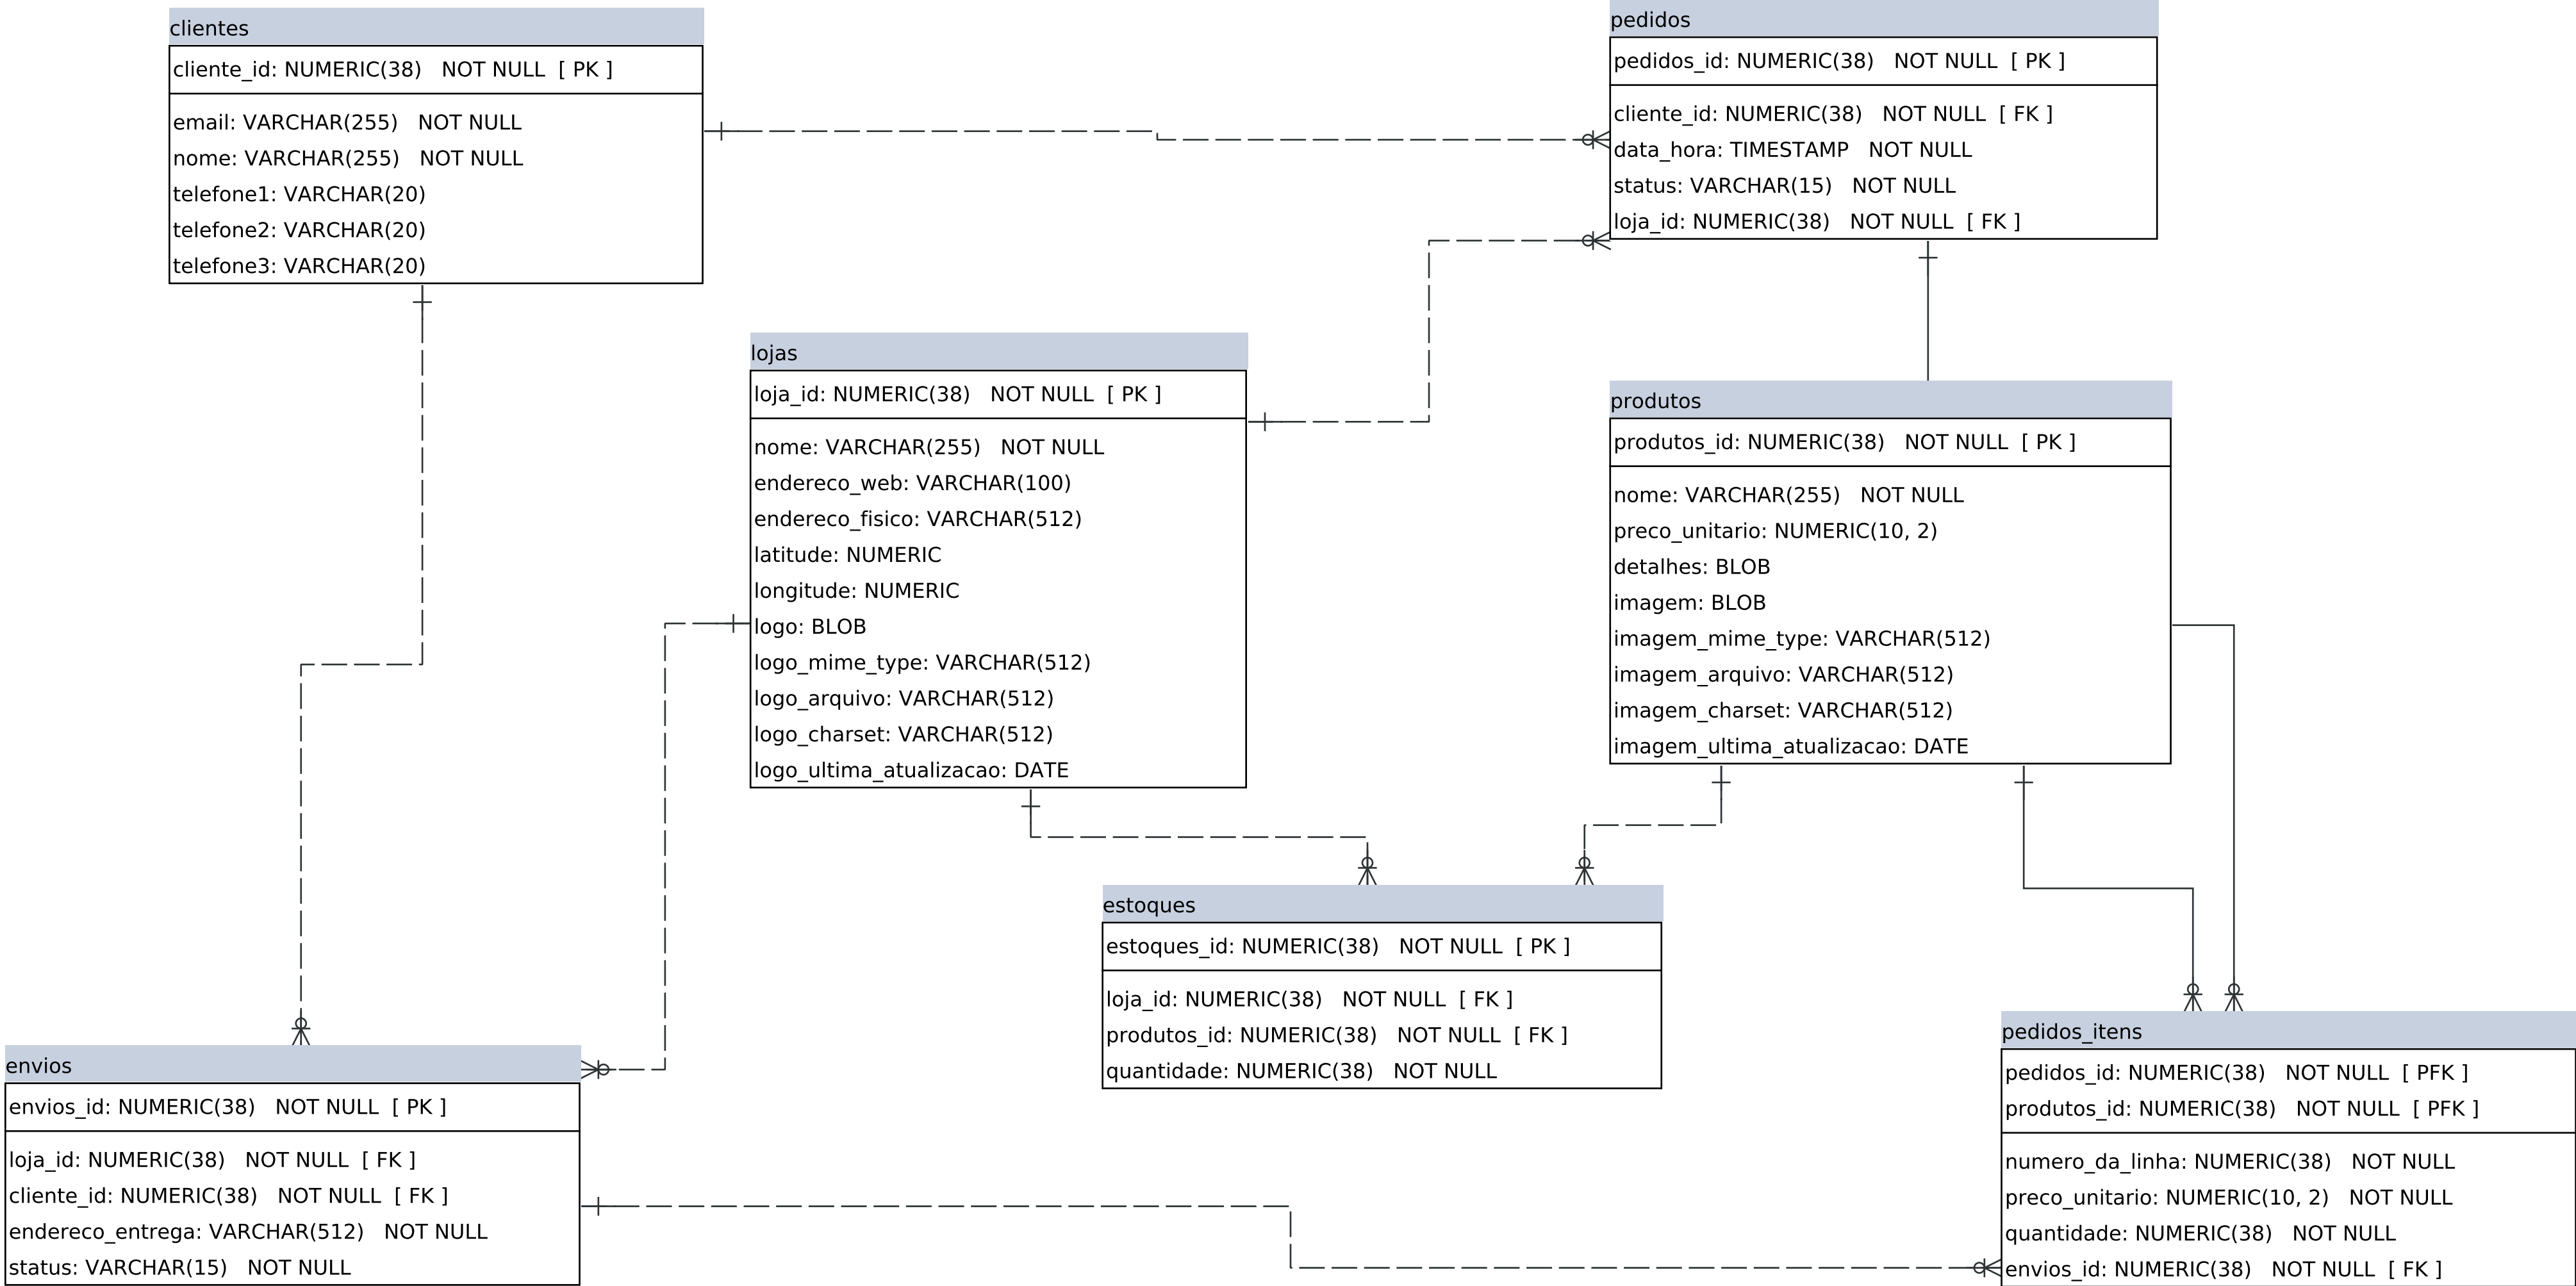 clientes
cliente_id: NUMERIC(38) NOT NULL [ PK ]
email: VARCHAR(255) NOT NULL
nome: VARCHAR(255) NOT NULL
telefone1: VARCHAR(20)
telefone2: VARCHAR(20)
telefone3: VARCHAR(20)
pedidos
pedidos_id: NUMERIC(38) NOT NULL [ PK ]
cliente_id: NUMERIC(38) NOT NULL [ FK ]
data_hora: TIMESTAMP NOT NULL
status: VARCHAR(15) NOT NULL
loja_id: NUMERIC(38) NOT NULL [ FK ]
lojas
loja_id: NUMERIC(38) NOT NULL [ PK ]
nome: VARCHAR(255) NOT NULL
endereco_web: VARCHAR(100)
endereco_fisico: VARCHAR(512)
latitude: NUMERIC
longitude: NUMERIC
logo: BLOB
logo_mime_type: VARCHAR(512)
logo_arquivo: VARCHAR(512)
logo_charset: VARCHAR(512)
logo_ultima_atualizacao: DATE
produtos
produtos_id: NUMERIC(38) NOT NULL [ PK ]
nome: VARCHAR(255) NOT NULL
preco_unitario: NUMERIC(10, 2)
detalhes: BLOB
imagem: BLOB
imagem_mime_type: VARCHAR(512)
imagem_arquivo: VARCHAR(512)
imagem_charset: VARCHAR(512)
imagem_ultima_atualizacao: DATE
estoques
estoques_id: NUMERIC(38) NOT NULL [ PK ]
loja_id: NUMERIC(38) NOT NULL [ FK ]
produtos_id: NUMERIC(38) NOT NULL [ FK ]
quantidade: NUMERIC(38) NOT NULL
envios
envios_id: NUMERIC(38) NOT NULL [ PK ]
loja_id: NUMERIC(38) NOT NULL [ FK ]
cliente_id: NUMERIC(38) NOT NULL [ FK ]
endereco_entrega: VARCHAR(512) NOT NULL
status: VARCHAR(15) NOT NULL
pedidos_itens
pedidos_id: NUMERIC(38) NOT NULL [ PFK ]
produtos_id: NUMERIC(38) NOT NULL [ PFK ]
numero_da_linha: NUMERIC(38) NOT NULL
preco_unitario: NUMERIC(10, 2) NOT NULL
quantidade: NUMERIC(38) NOT NULL
envios_id: NUMERIC(38) NOT NULL [ FK ]